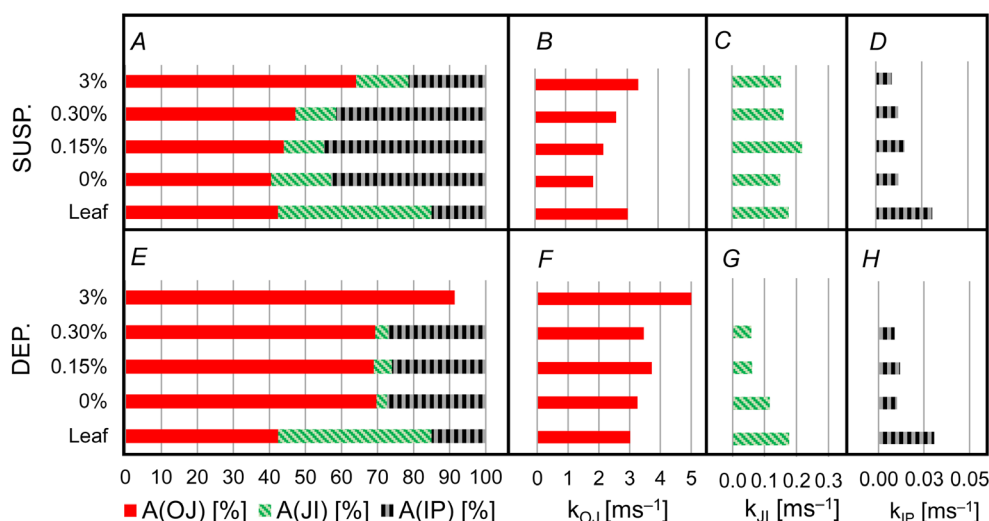 A
B
C
D
SUSP.
3%
0.30%
0.15%
0%
Leaf
E
F
G
H
DEP.
3%
0.30%
0.15%
0%
Leaf
0 10 20 30 40 50 60 70 80 90 100
0 1 2 3 4 5
0.00 0.1 0.2 0.3
0.00 0.03 0.05
A(OJ) [%] A(JI) [%] A(IP) [%]
kOJ [ms⁻¹]
kJI [ms⁻¹]
kIP [ms⁻¹]